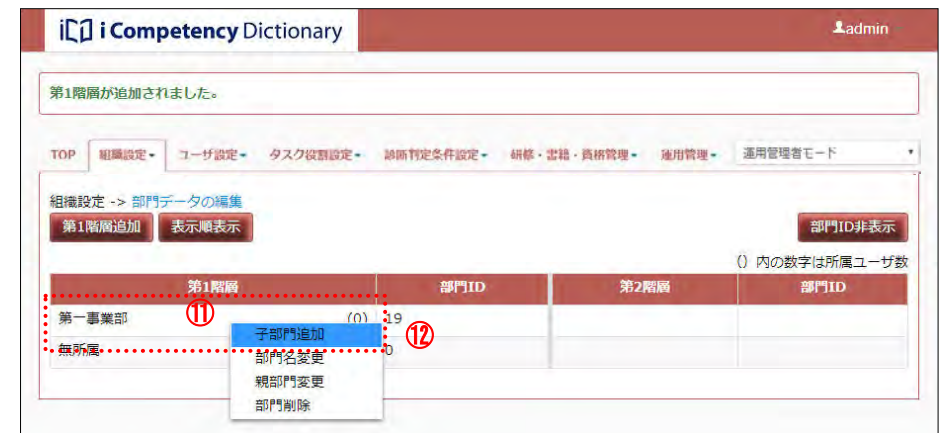 i Competency Dictionary
admin
第1階層が追加されました。
TOP 組織設定 ユーザ設定 タスク役割設定 診断判定条件設定 研修・書籍・資格管理 運用管理 運用管理者モード
組織設定 -> 部門データの編集
第1階層追加 表示順表示 部門ID非表示
() 内の数字は所属ユーザ数
第1階層 部門ID 第2階層 部門ID
第一事業部 ⑪ (0) 19
子部門追加 ⑫
無所属 0
部門名変更
親部門変更
部門削除